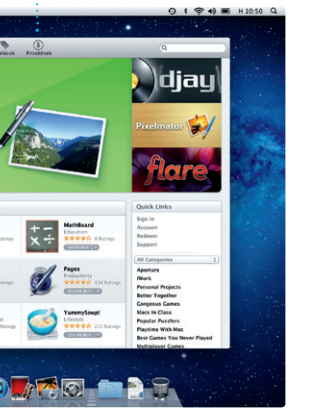 H 10:50
Frissítések
djay
Pixelmator
flare
Quick Links
Sign In
Account
Redeem
Support
All Categories
Aperture
iWork
Personal Projects
Better Together
Gorgeous Games
Macs In Class
Popular Puzzlers
Playtime With Mac
Best Games You Never Played
Multiplayer Games
MathBoard
Education
8 Ratings
Pages
Productivity
Ratings
YummySoup!
Lifestyle
Ratings